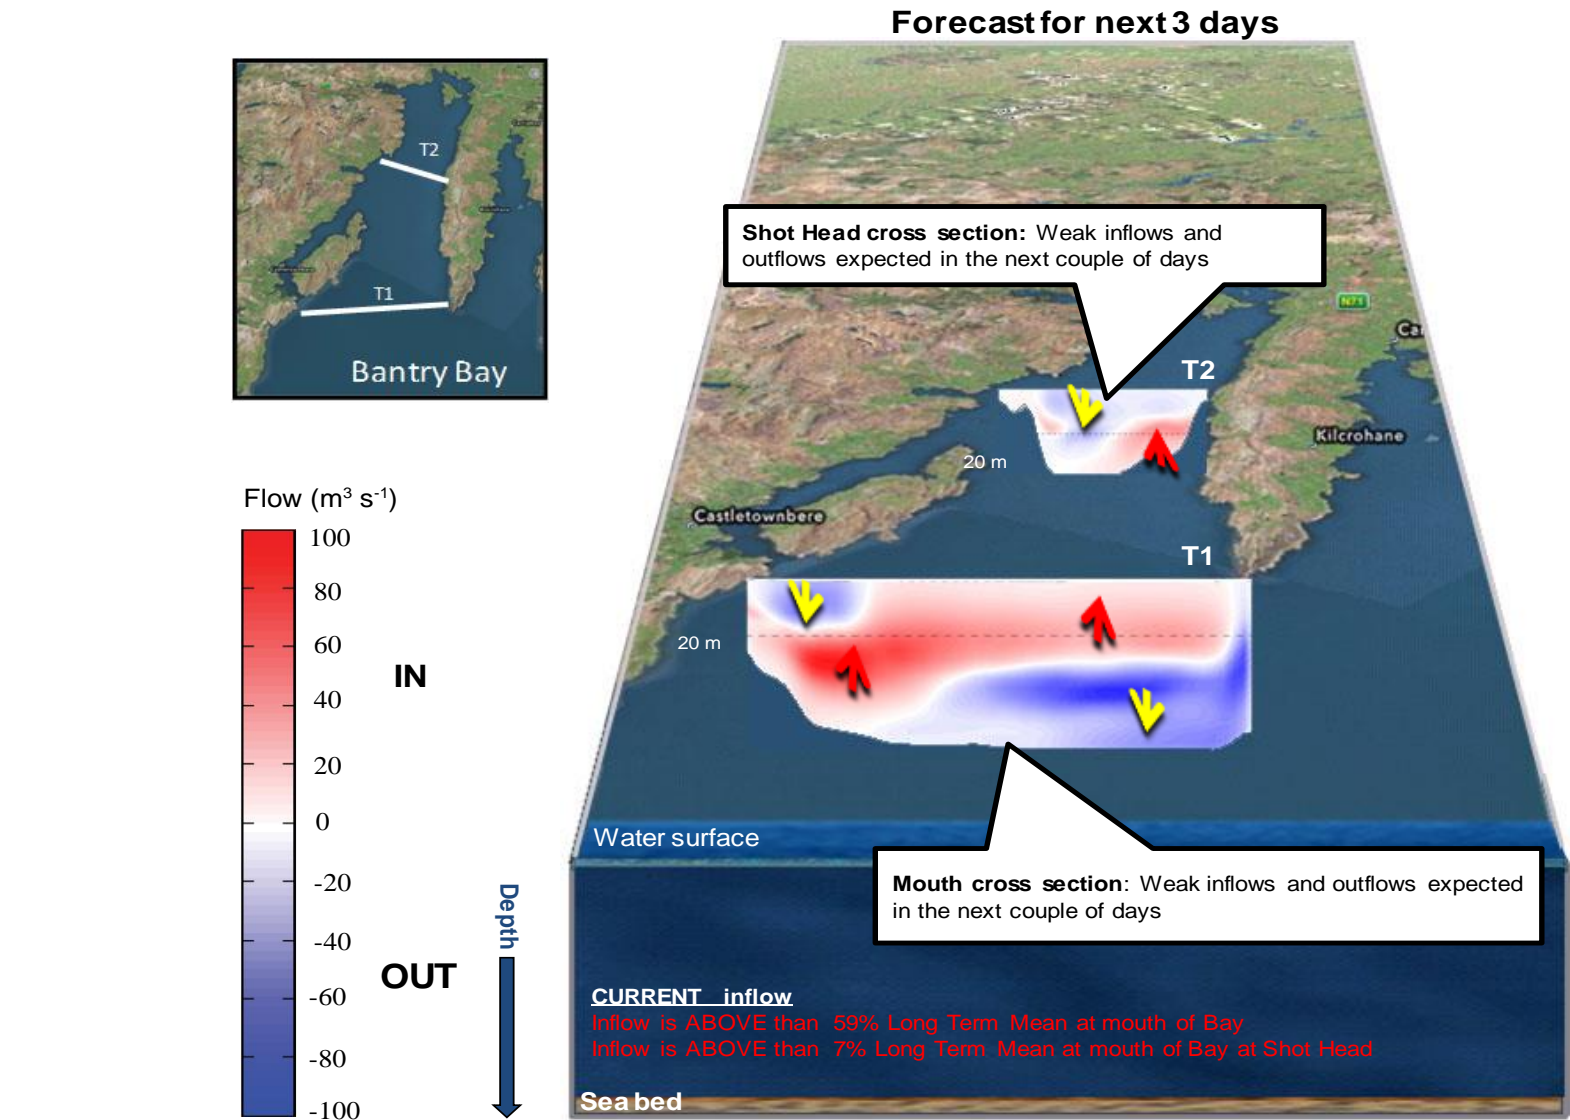 Forecast for next 3 days
T2
T1
Bantry Bay
Shot Head cross section: Weak inflows and
outflows expected in the next couple of days
N71
T2
Kilcrohane
20 m
Castletownbere
T1
20 m
Flow (m³ s⁻¹)
100
80
60
40
20
0
-20
-40
-60
-80
-100
IN
OUT
Depth
Water surface
Mouth cross section: Weak inflows and outflows expected
in the next couple of days
CURRENT inflow
Inflow is ABOVE than 59% Long Term Mean at mouth of Bay
Inflow is ABOVE than 7% Long Term Mean at mouth of Bay at Shot Head
Sea bed